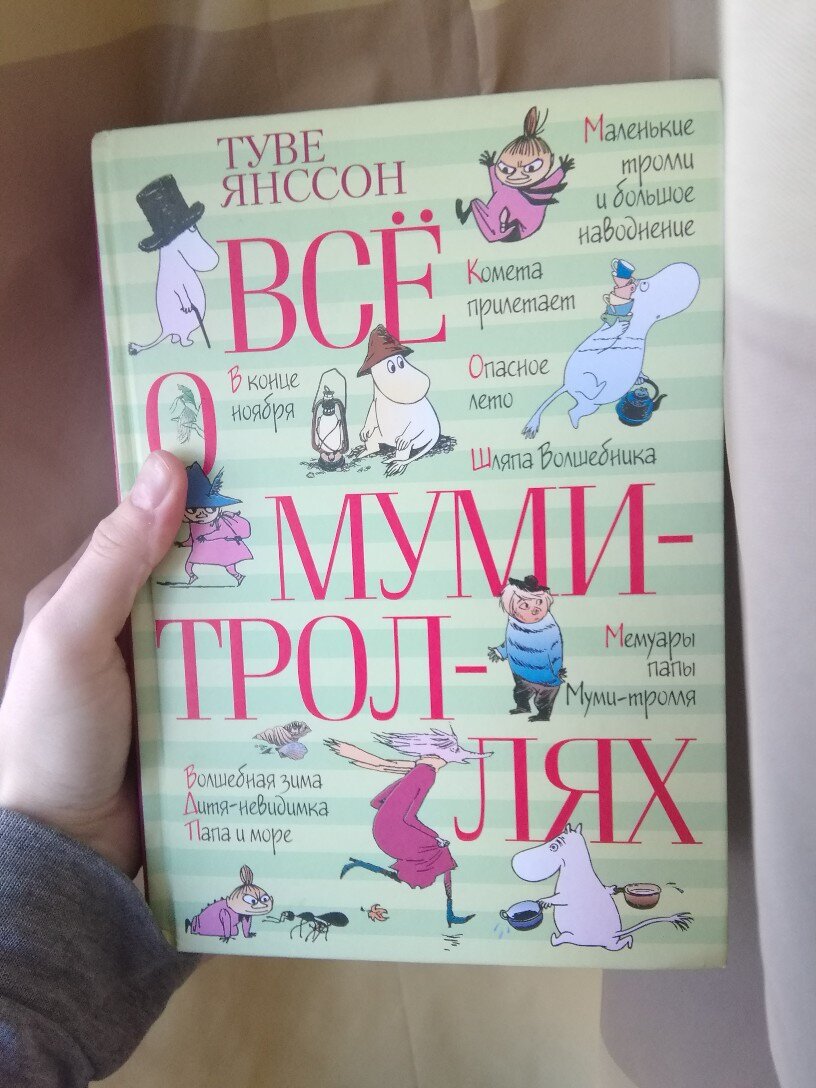 ТУВЕ
ЯНССОН
ВСЁ
О
МУМИ-
ТРОЛ-
ЛЯХ
Маленькие
тролли
и большое
наводнение
Комета
прилетает
В конце
ноября
Опасное
лето
Шляпа Волшебника
Мемуары
папы
Муми-тролля
Волшебная зима
Дитя-невидимка
Папа и море